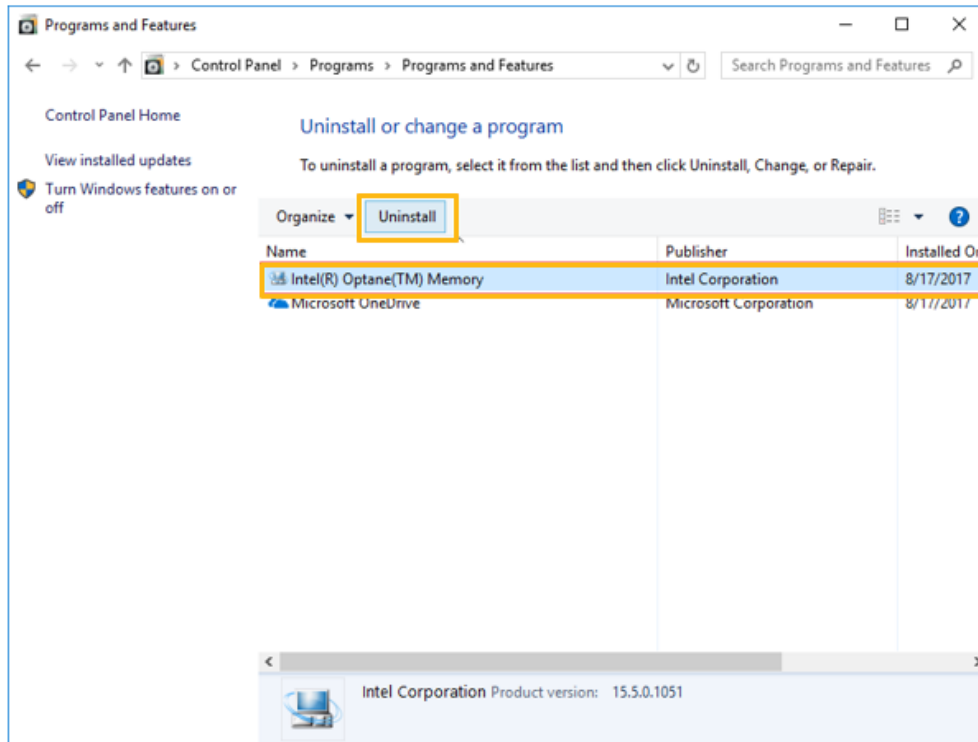 Programs and Features
Control Panel > Programs > Programs and Features
Search Programs and Features
Control Panel Home
View installed updates
Turn Windows features on or
off
Uninstall or change a program
To uninstall a program, select it from the list and then click Uninstall, Change, or Repair.
Organize Uninstall
Name Publisher Installed O
Intel(R) Optane(TM) Memory Intel Corporation 8/17/2017
Microsoft OneDrive Microsoft Corporation 8/17/2017
Intel Corporation Product version: 15.5.0.1051